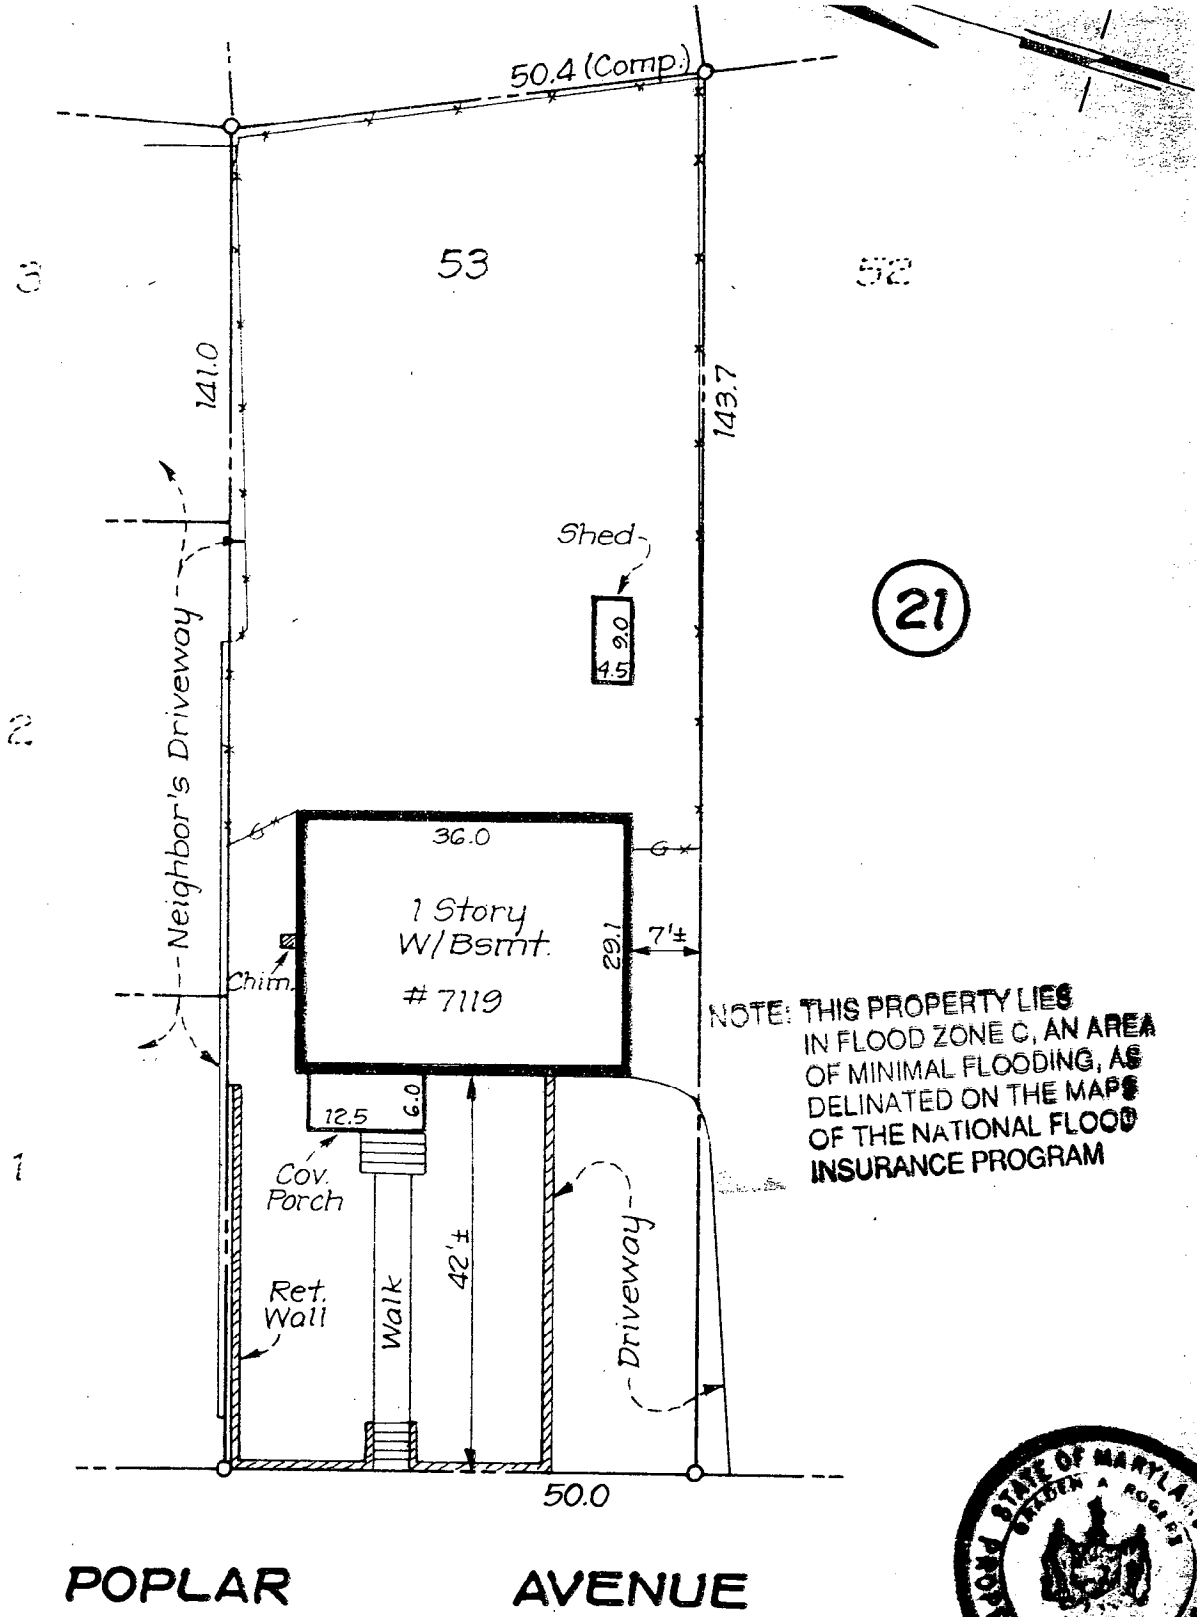 50.4 (Comp.)
53
52
3
141.0
143.7
Shed
9.0
4.5
21
Neighbor's Driveway
2
G
36.0
G
1 Story
W/Bsmt.
# 7119
29.1
7'±
Chim.
NOTE: THIS PROPERTY LIES
IN FLOOD ZONE C, AN AREA
OF MINIMAL FLOODING, AS
DELINATED ON THE MAPS
OF THE NATIONAL FLOOD
INSURANCE PROGRAM
12.5
6.0
Cov.
Porch
1
42'±
Walk
Driveway
Ret.
Wall
50.0
POPLAR AVENUE
STATE OF MARYLA
ROGERS